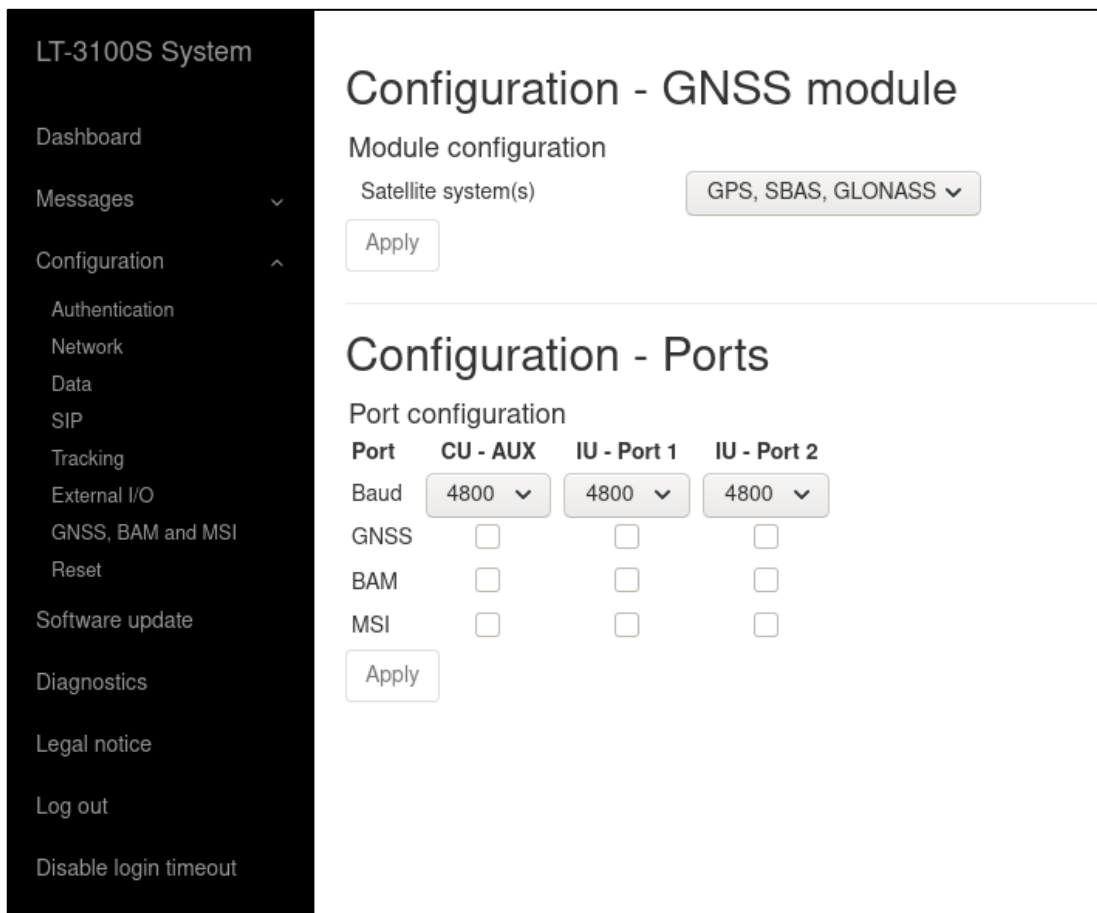 LT-3100S System
Dashboard
Messages
Configuration
Authentication
Network
Data
SIP
Tracking
External I/O
GNSS, BAM and MSI
Reset
Software update
Diagnostics
Legal notice
Log out
Disable login timeout
Configuration - GNSS module
Module configuration
Satellite system(s) GPS, SBAS, GLONASS
Apply
Configuration - Ports
Port configuration
Port CU - AUX IU - Port 1 IU - Port 2
Baud 4800 4800 4800
GNSS
BAM
MSI
Apply